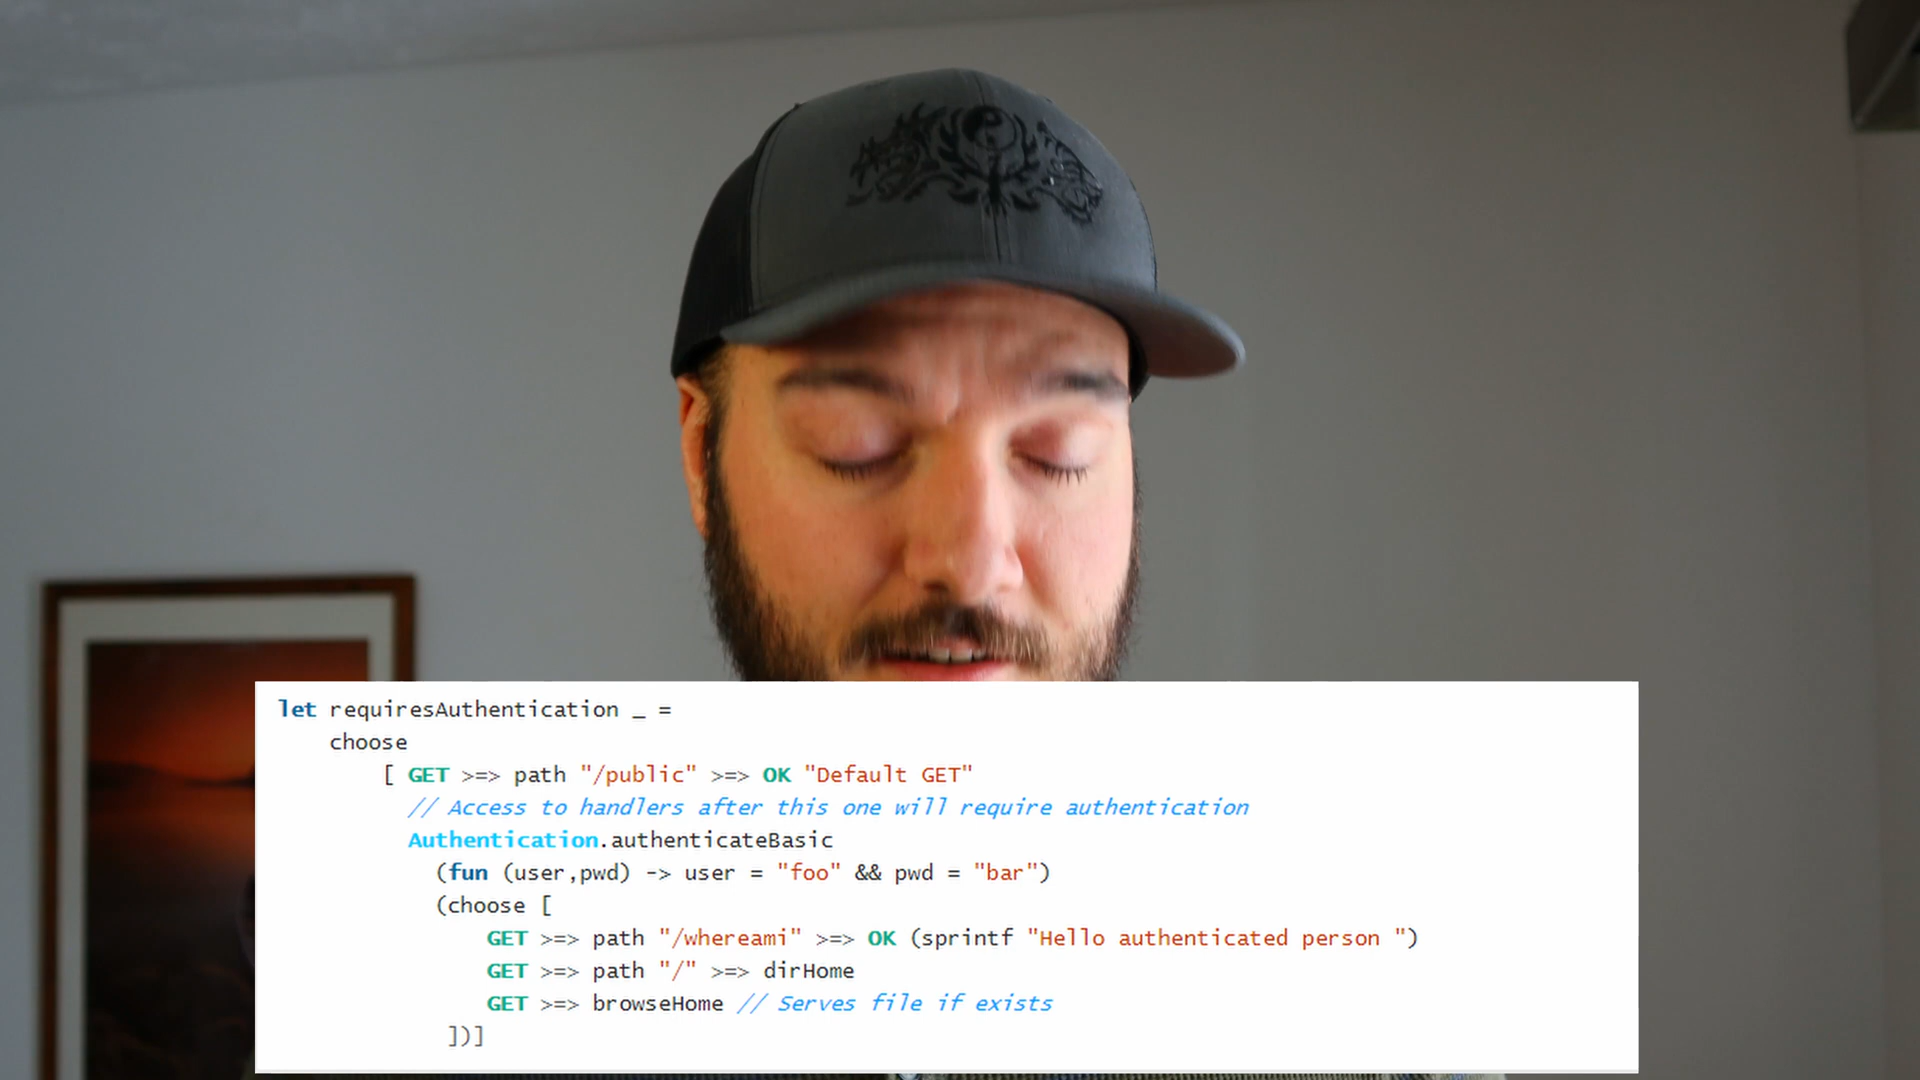 let requiresAuthentication _ =
    choose
        [ GET >=> path "/public" >=> OK "Default GET"
          // Access to handlers after this one will require authentication
          Authentication.authenticateBasic
            (fun (user,pwd) -> user = "foo" && pwd = "bar")
            (choose [
                GET >=> path "/whereami" >=> OK (sprintf "Hello authenticated person ")
                GET >=> path "/" >=> dirHome
                GET >=> browseHome // Serves file if exists
             ])]